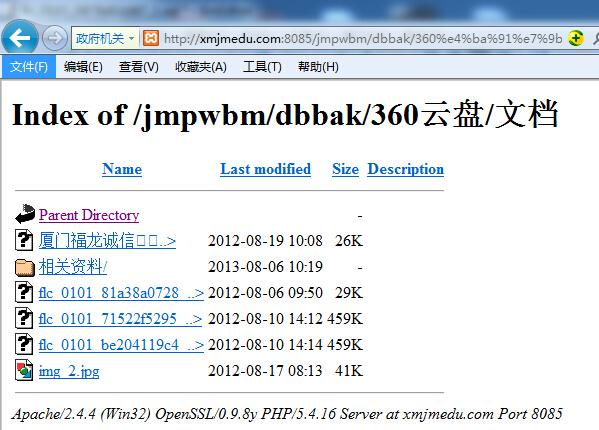 政府机关
http://xmjmedu.com:8085/jmpwbm/dbbak/360%e4%ba%91%e7%9b
文件(F) 编辑(E) 查看(V) 收藏夹(A) 工具(T) 帮助(H)
Index of /jmpwbm/dbbak/360云盘/文档
Name Last modified Size Description
Parent Directory -
厦门福龙诚信□□..> 2012-08-19 10:08 26K
相关资料/ 2013-08-06 10:19 -
flc_0101_81a38a0728_..> 2012-08-06 09:50 29K
flc_0101_71522f5295_..> 2012-08-10 14:12 459K
flc_0101_be204119c4_..> 2012-08-10 14:14 459K
img_2.jpg 2012-08-17 08:13 41K
Apache/2.4.4 (Win32) OpenSSL/0.9.8y PHP/5.4.16 Server at xmjmedu.com Port 8085